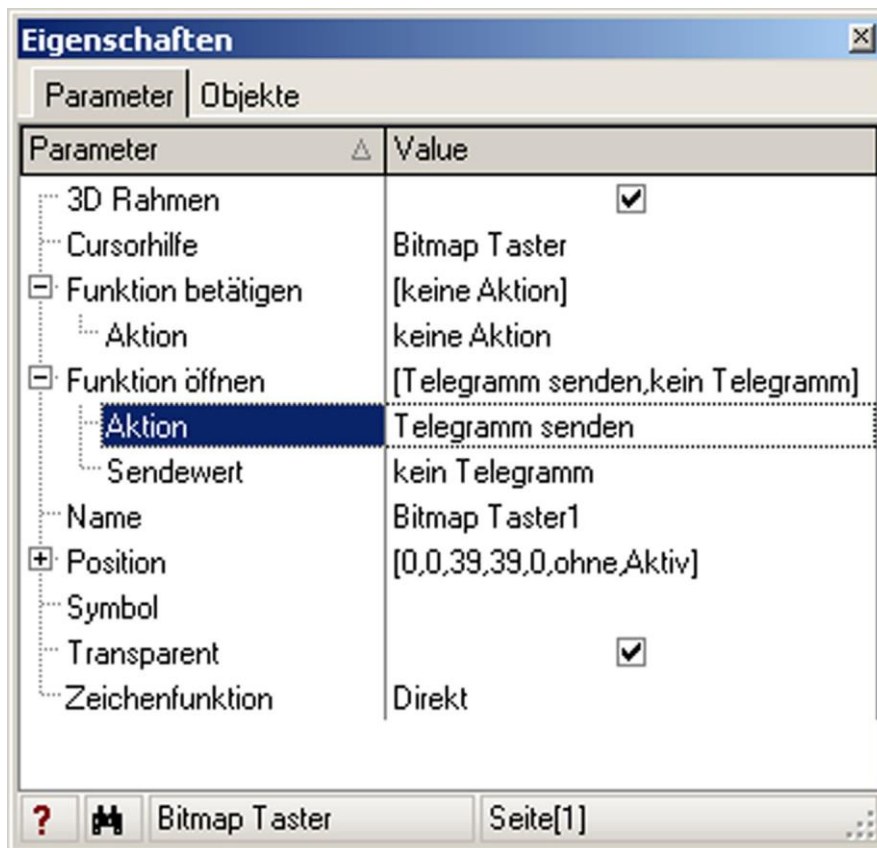 Eigenschaften
Parameter Objekte
Parameter Value
3D Rahmen
Cursorhilfe Bitmap Taster
Funktion betätigen [keine Aktion]
Aktion keine Aktion
Funktion öffnen [Telegramm senden,kein Telegramm]
Aktion Telegramm senden
Sendewert kein Telegramm
Name Bitmap Taster1
Position [0,0,39,39,0,ohne,Aktiv]
Symbol
Transparent
Zeichenfunktion Direkt
? Bitmap Taster Seite[1]